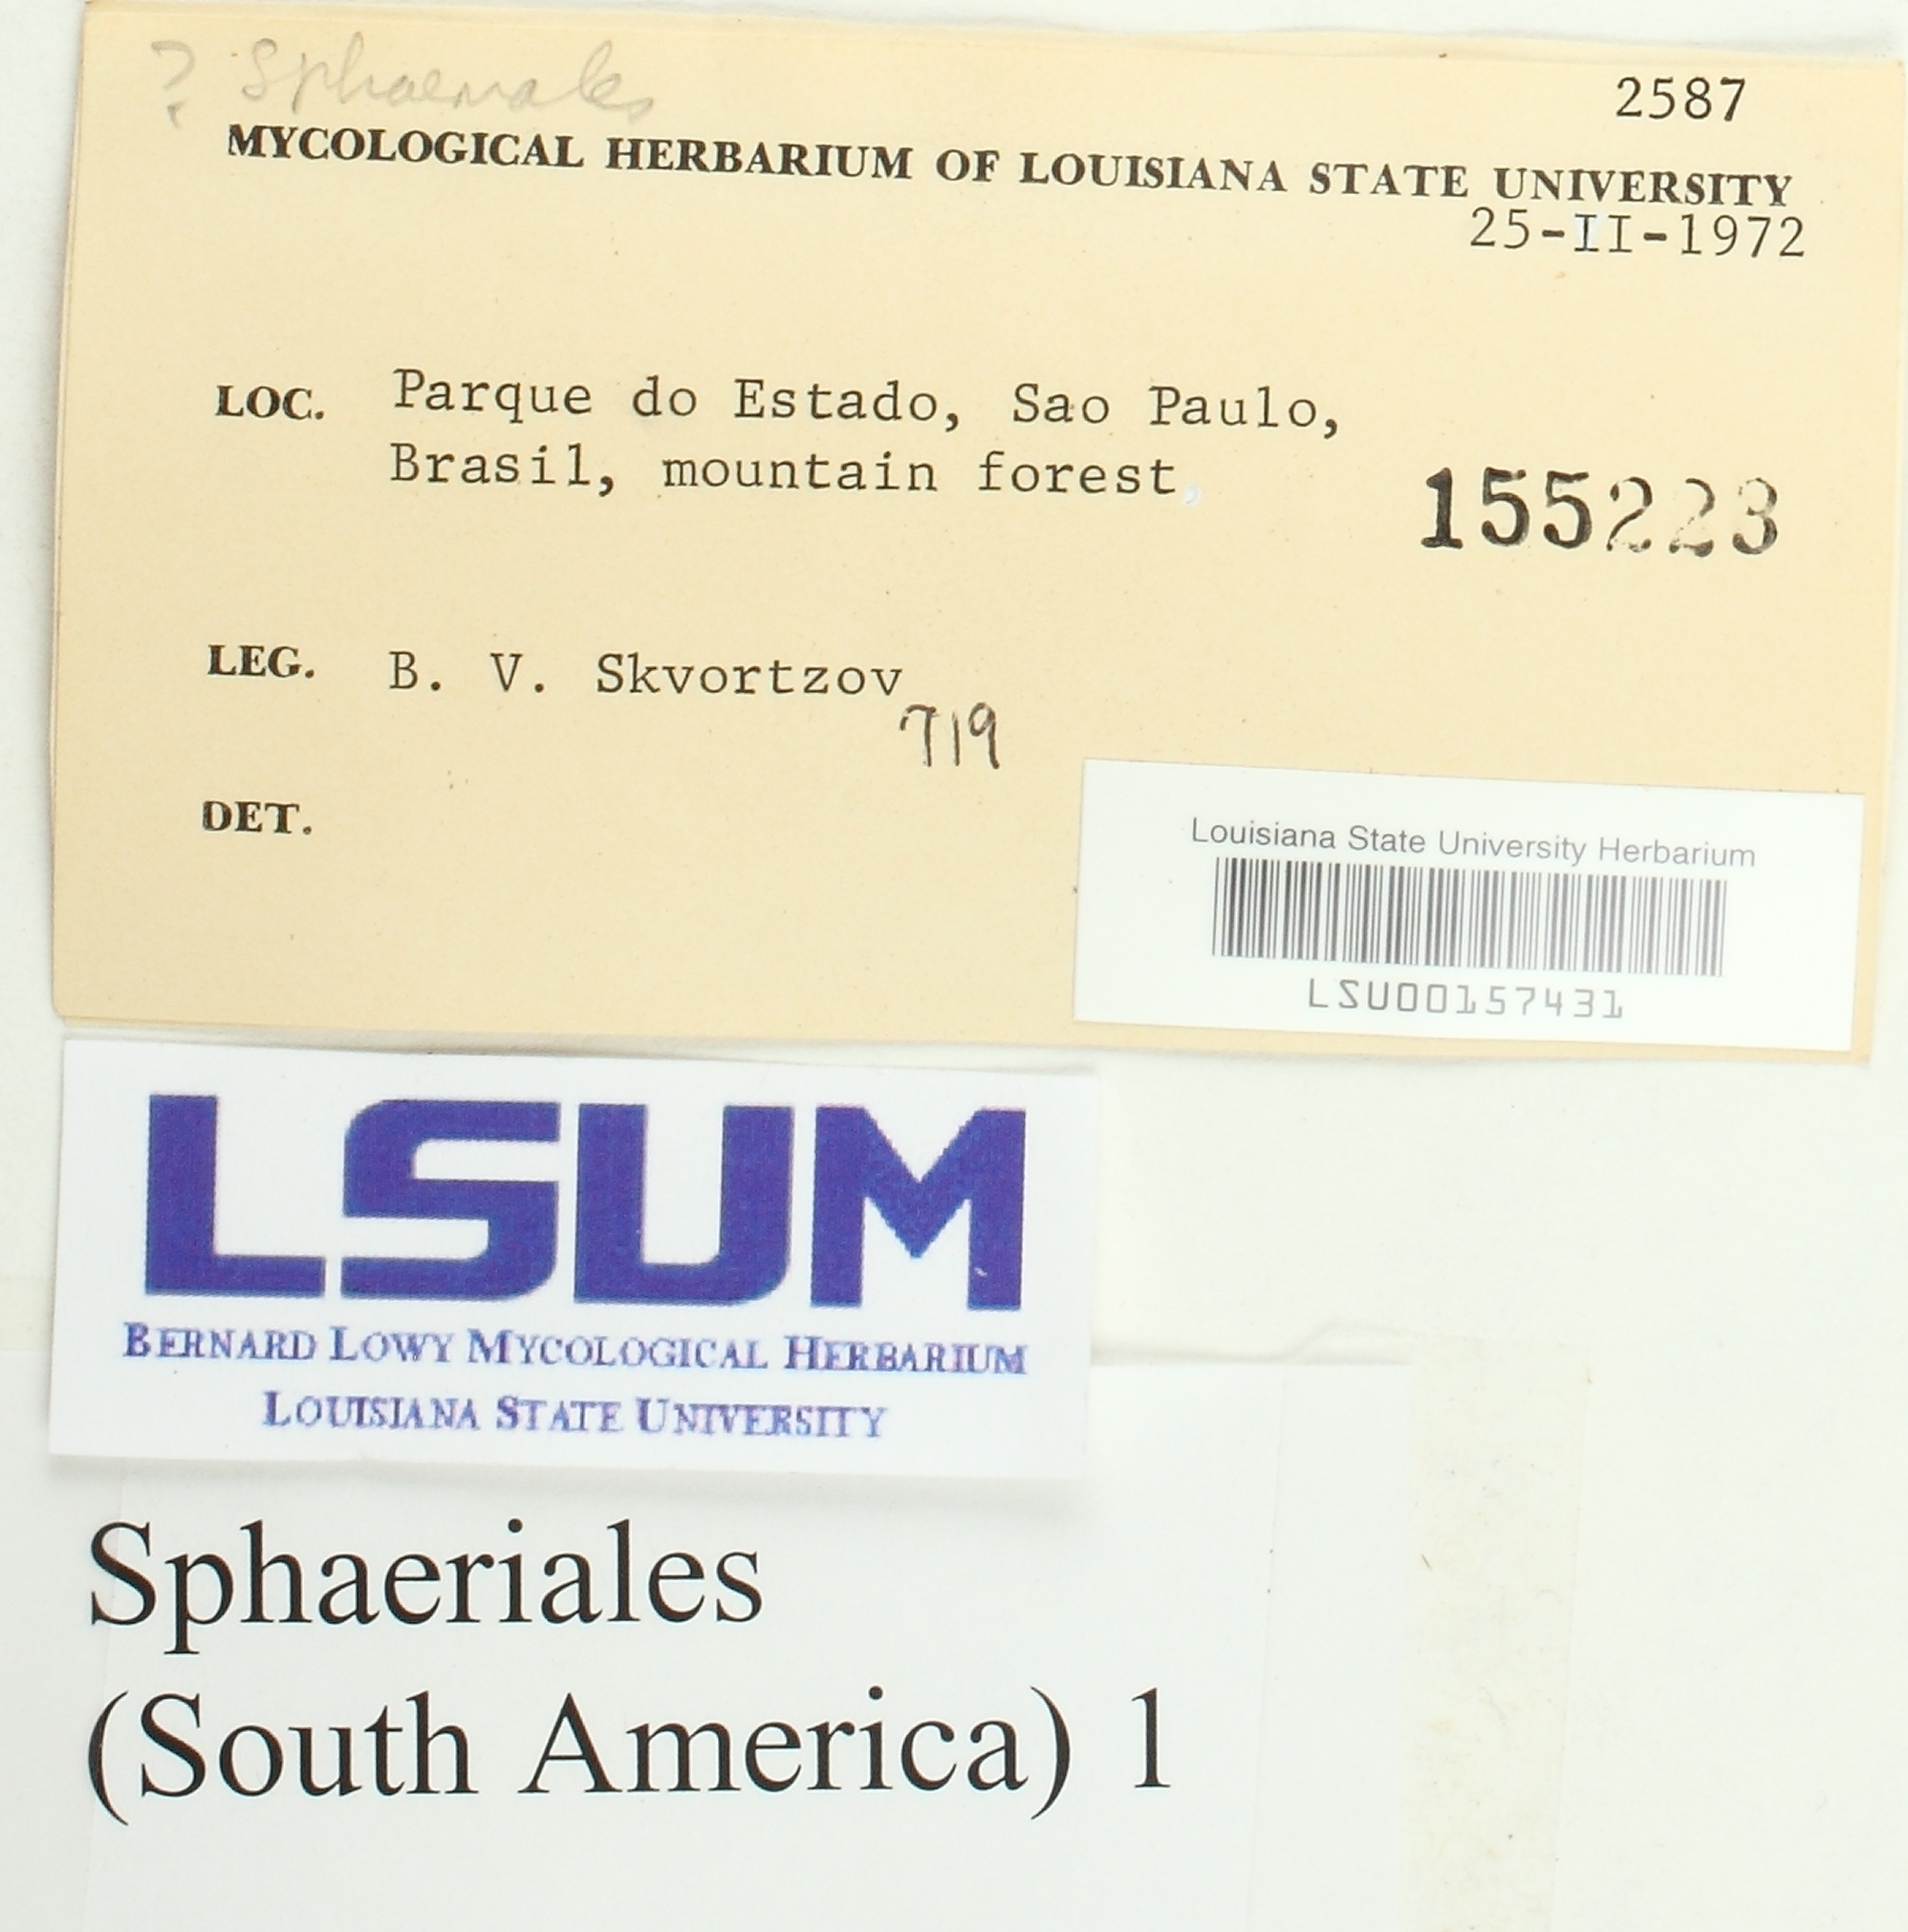 ? Sphaeriales
2587
MYCOLOGICAL HERBARIUM OF LOUISIANA STATE UNIVERSITY
25-II-1972
LOC. Parque do Estado, Sao Paulo,
Brasil, mountain forest
155223
LEG. B. V. Skvortzov
719
DET.
Louisiana State University Herbarium
LSU00157431
LSUM
BERNARD LOWY MYCOLOGICAL HERBARIUM
LOUISIANA STATE UNIVERSITY
Sphaeriales
(South America) 1